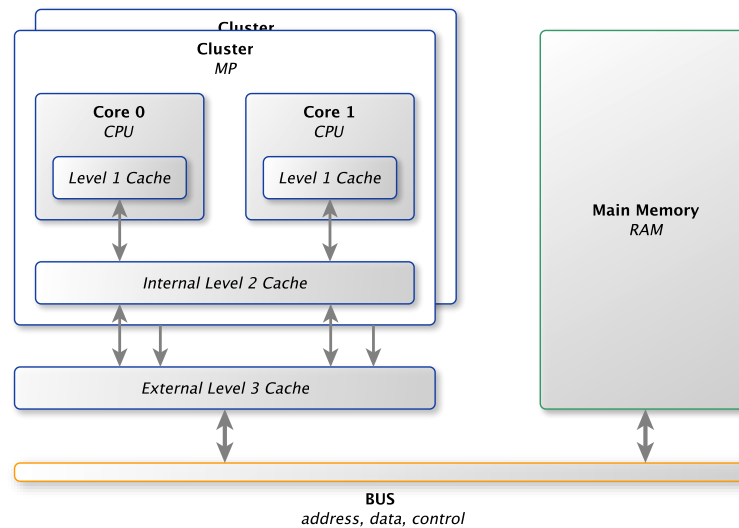 Cluster
Cluster
MP
Core 0
CPU
Level 1 Cache
Core 1
CPU
Level 1 Cache
Internal Level 2 Cache
External Level 3 Cache
Main Memory
RAM
BUS
address, data, control